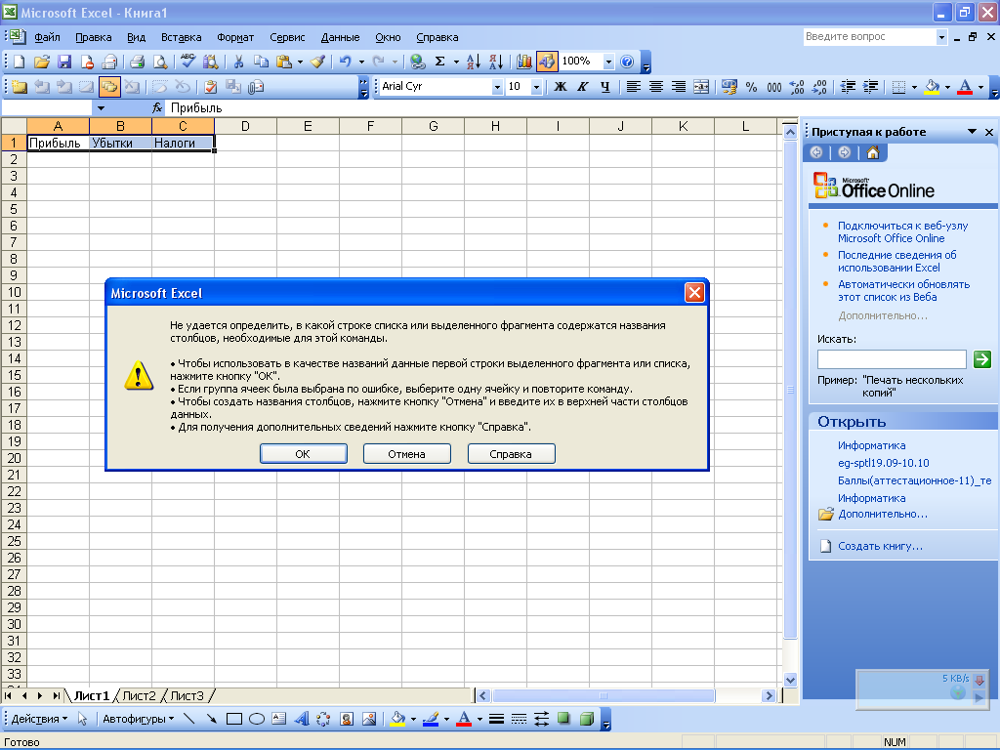 Microsoft Excel - Книга1
Файл Правка Вид Вставка Формат Сервис Данные Окно Справка
Введите вопрос
100%
Arial Cyr 10 Ж К Ч % 000
fx Прибыль
A B C D E F G H I J K L
1 Прибыль Убытки Налоги
2
3
4
5
6
7
8
9
10
11
12
13
14
15
16
17
18
19
20
21
22
23
24
25
26
27
28
29
30
31
32
33
Microsoft Excel
Не удается определить, в какой строке списка или выделенного фрагмента содержатся названия
столбцов, необходимые для этой команды.
• Чтобы использовать в качестве названий данные первой строки выделенного фрагмента или списка,
нажмите кнопку "ОК".
• Если группа ячеек была выбрана по ошибке, выберите одну ячейку и повторите команду.
• Чтобы создать названия столбцов, нажмите кнопку "Отмена" и введите их в верхней части столбцов
данных.
• Для получения дополнительных сведений нажмите кнопку "Справка".
ОК Отмена Справка
Приступая к работе
Microsoft
Office Online
Подключиться к веб-узлу
Microsoft Office Online
Последние сведения об
использовании Excel
Автоматически обновлять
этот список из Веба
Дополнительно...
Искать:
Пример: "Печать нескольких
копий"
Открыть
Информатика
eg-sptl19.09-10.10
Баллы(аттестационное-11)_те
Информатика
Дополнительно...
Создать книгу...
5 KB/s
Лист1 Лист2 Лист3
Действия Автофигуры
Готово
NUM